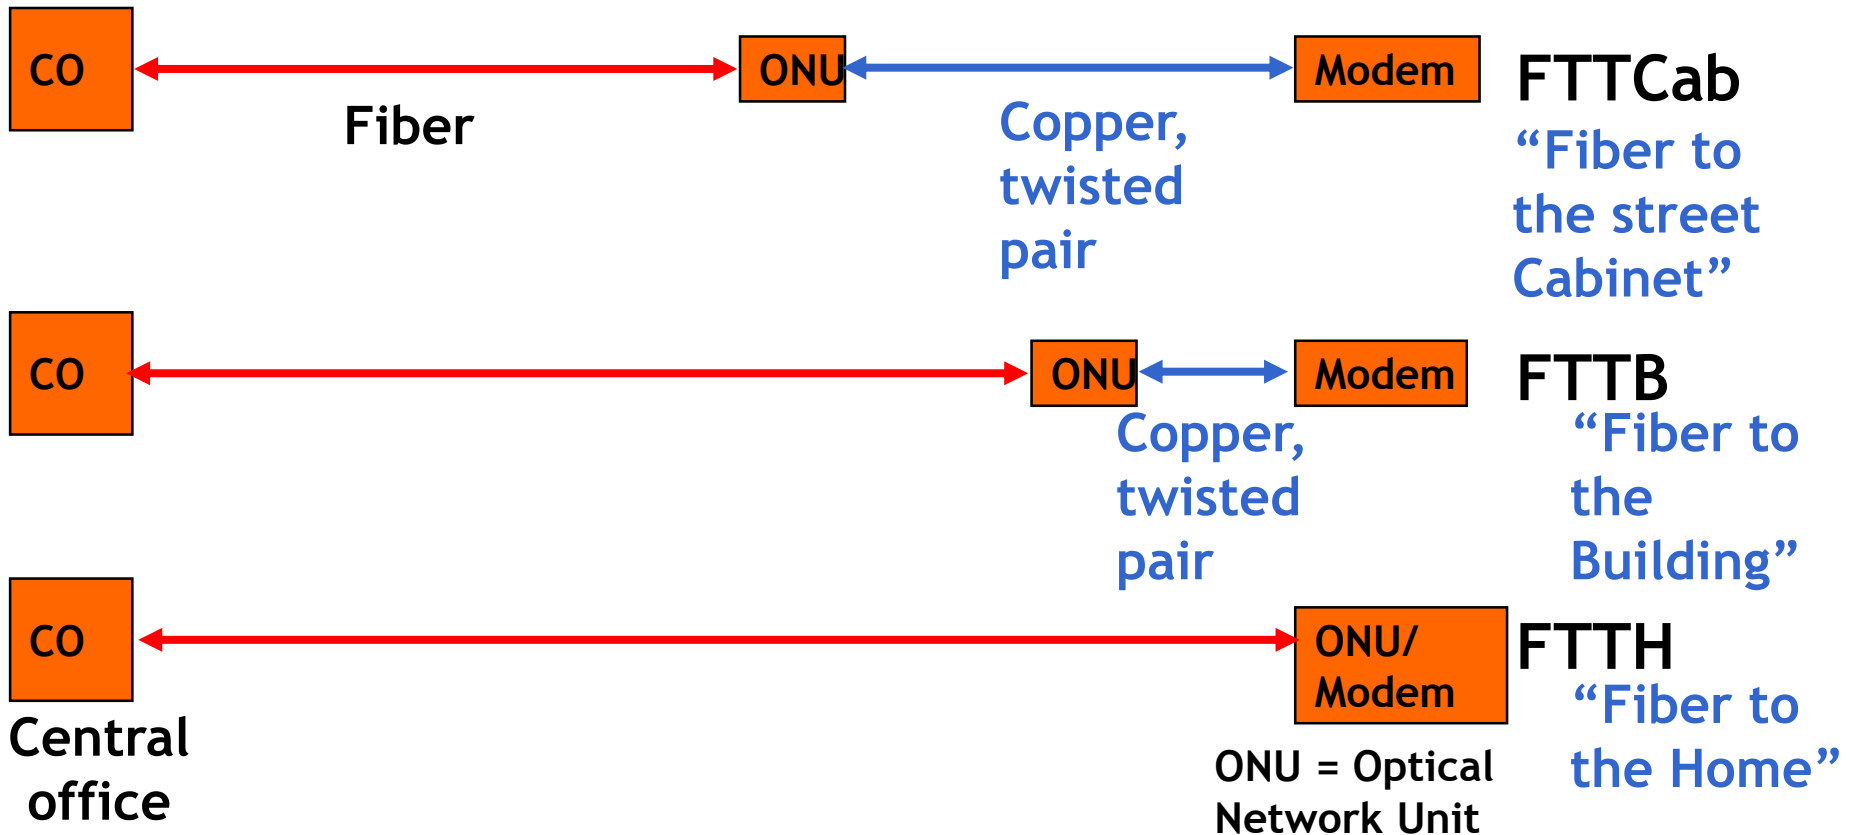 CO
ONU
Modem
FTTCab
Fiber
Copper,
twisted
pair
“Fiber to
the street
Cabinet”
CO
ONU
Modem
FTTB
Copper,
twisted
pair
“Fiber to
the
Building”
CO
ONU/
Modem
FTTH
“Fiber to
the Home”
Central
office
ONU = Optical
Network Unit